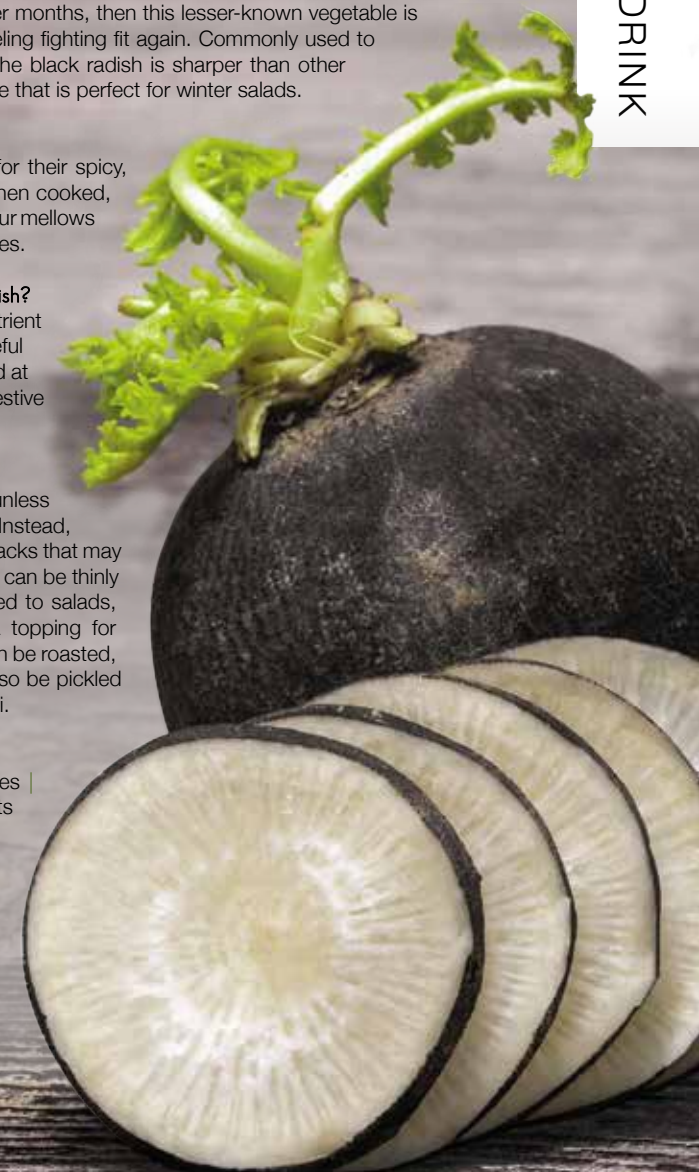 er months, then this lesser-known vegetable is
eling fighting fit again. Commonly used to
he black radish is sharper than other
e that is perfect for winter salads.
for their spicy,
hen cooked,
ur mellows
es.
ish?
trient
eful
d at
estive
unless
Instead,
acks that may
can be thinly
ed to salads,
topping for
n be roasted,
so be pickled
i.
es |
ts
DRINK